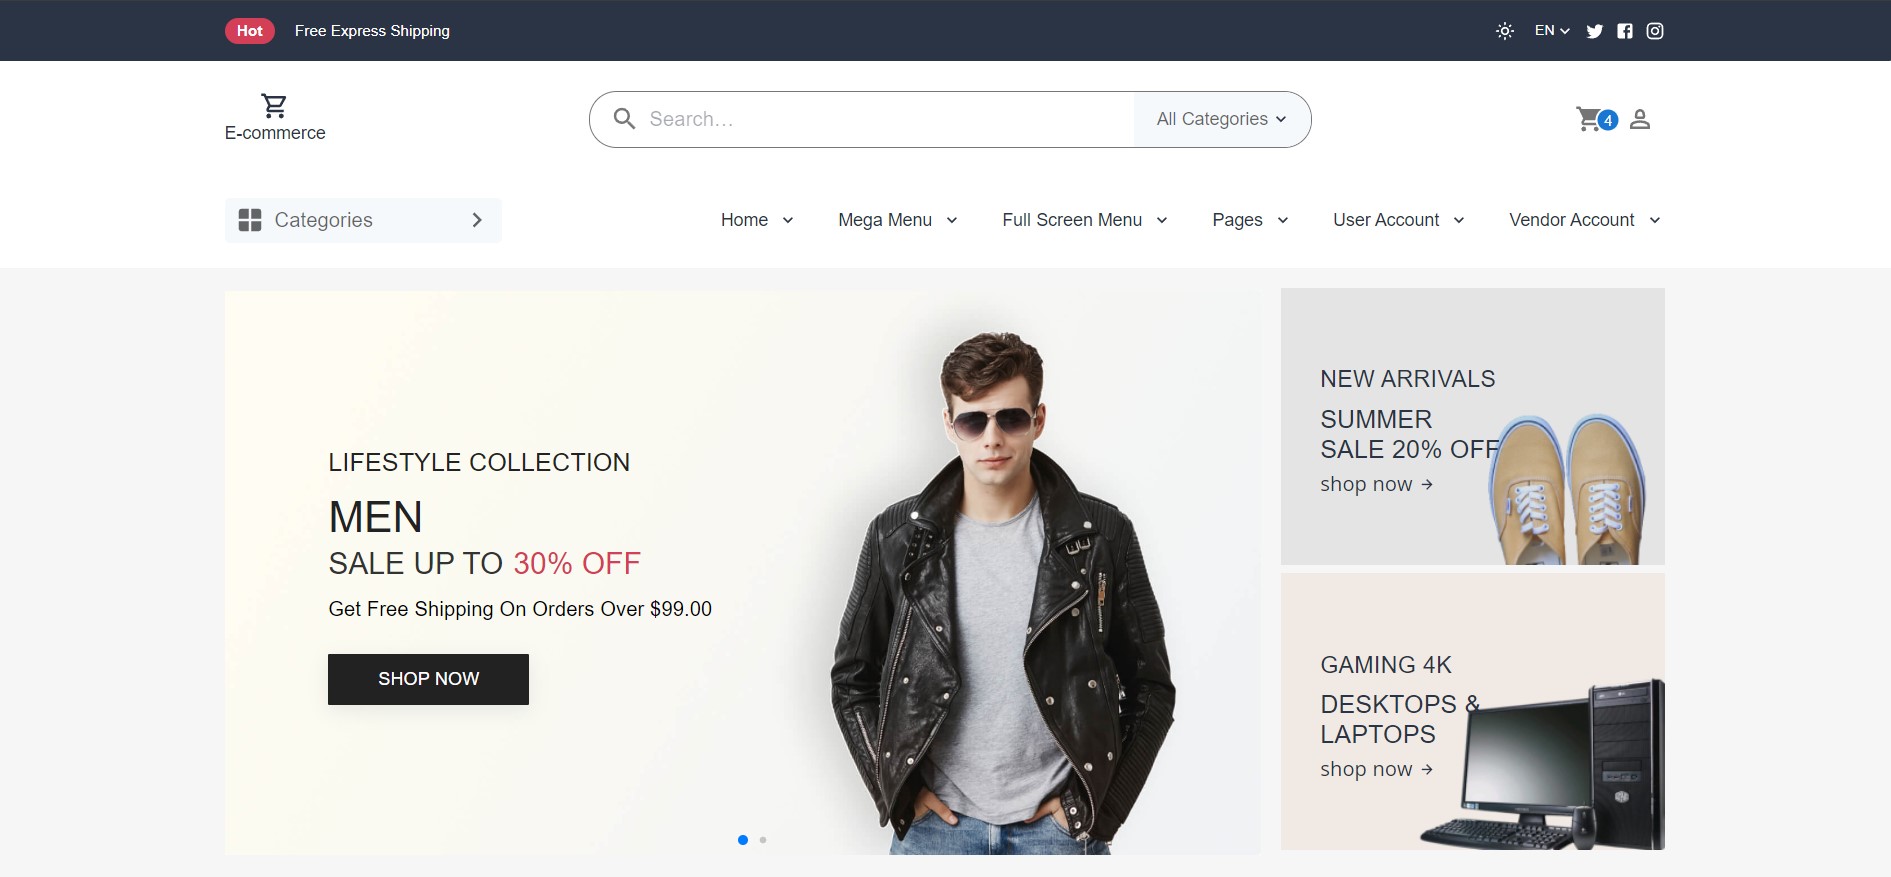 Hot
Free Express Shipping
EN
E-commerce
Search...
All Categories
4
Categories
Home
Mega Menu
Full Screen Menu
Pages
User Account
Vendor Account
LIFESTYLE COLLECTION
MEN
SALE UP TO 30% OFF
Get Free Shipping On Orders Over $99.00
SHOP NOW
NEW ARRIVALS
SUMMER
SALE 20% OFF
shop now
GAMING 4K
DESKTOPS &
LAPTOPS
shop now